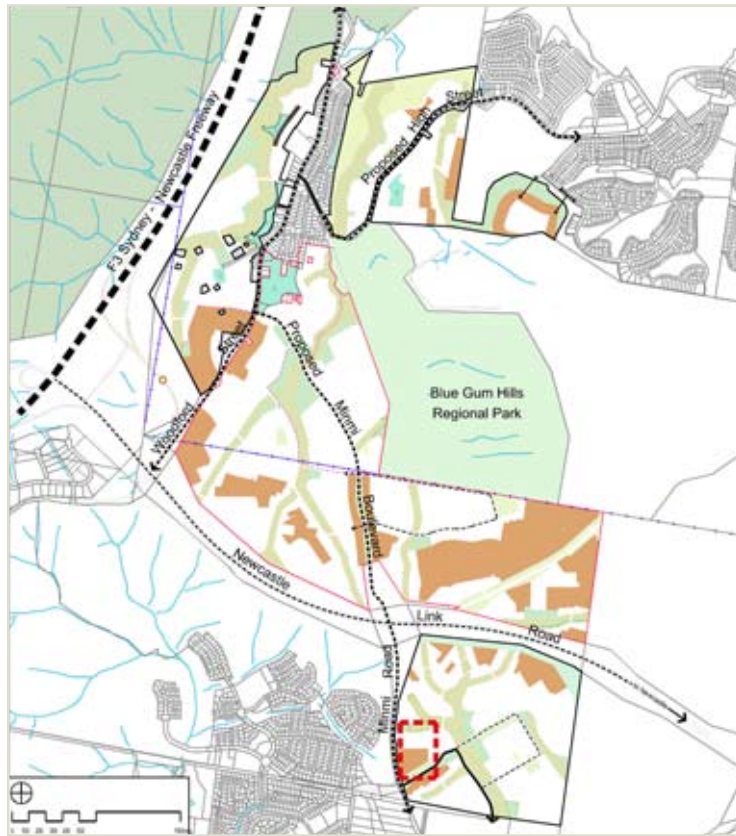 F3 Sydney - Newcastle Freeway
Proposed High Street
Blue Gum Hills
Regional Park
Proposed Minmi Boulevard
Woodford
Newcastle Link Road
Minmi Road